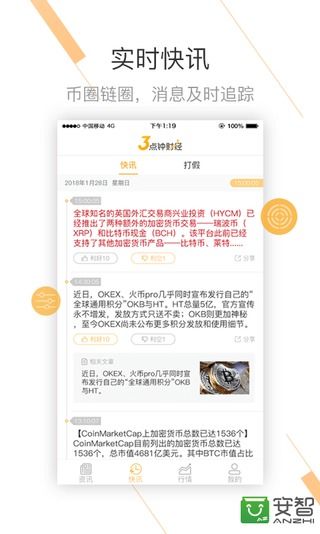 实时快讯
币圈链圈，消息及时追踪
中国移动 4G
下午1:19
3点钟财经
快讯
打假
2018年1月28日 星期日
15:00:05
15:00:05
全球知名的英国外汇交易商兴业投资（HYCM）已
经推出了两种额外的加密货币交易——瑞波币
（XRP）和比特币现金（BCH）。该平台此前已经
支持了其他加密货币产品——比特币、莱特......
利好10
利空1
分享
14:30:05
近日，OKEX、火币pro几乎同时宣布发行自己的“
全球通用积分”OKB与HT。HT总量5亿，官方宣传
永不增发，发放方式只送不卖；OKB则更加神秘
，至今OKEX尚未公布更多积分发放和使用细节。
相关文章
近日，OKEX、火币pro几乎同时宣
布发行自己的“全球通用积分”OKB
与HT。
利好10
利空1
分享
13:10:07
【CoinMarketCap上加密货币总数已达1536个】
CoinMarketCap目前列出的加密货币总数已达
1536个，总市值4681亿美元。其中BTC市值占比
资讯
快讯
行情
我的
安智
ANZHI